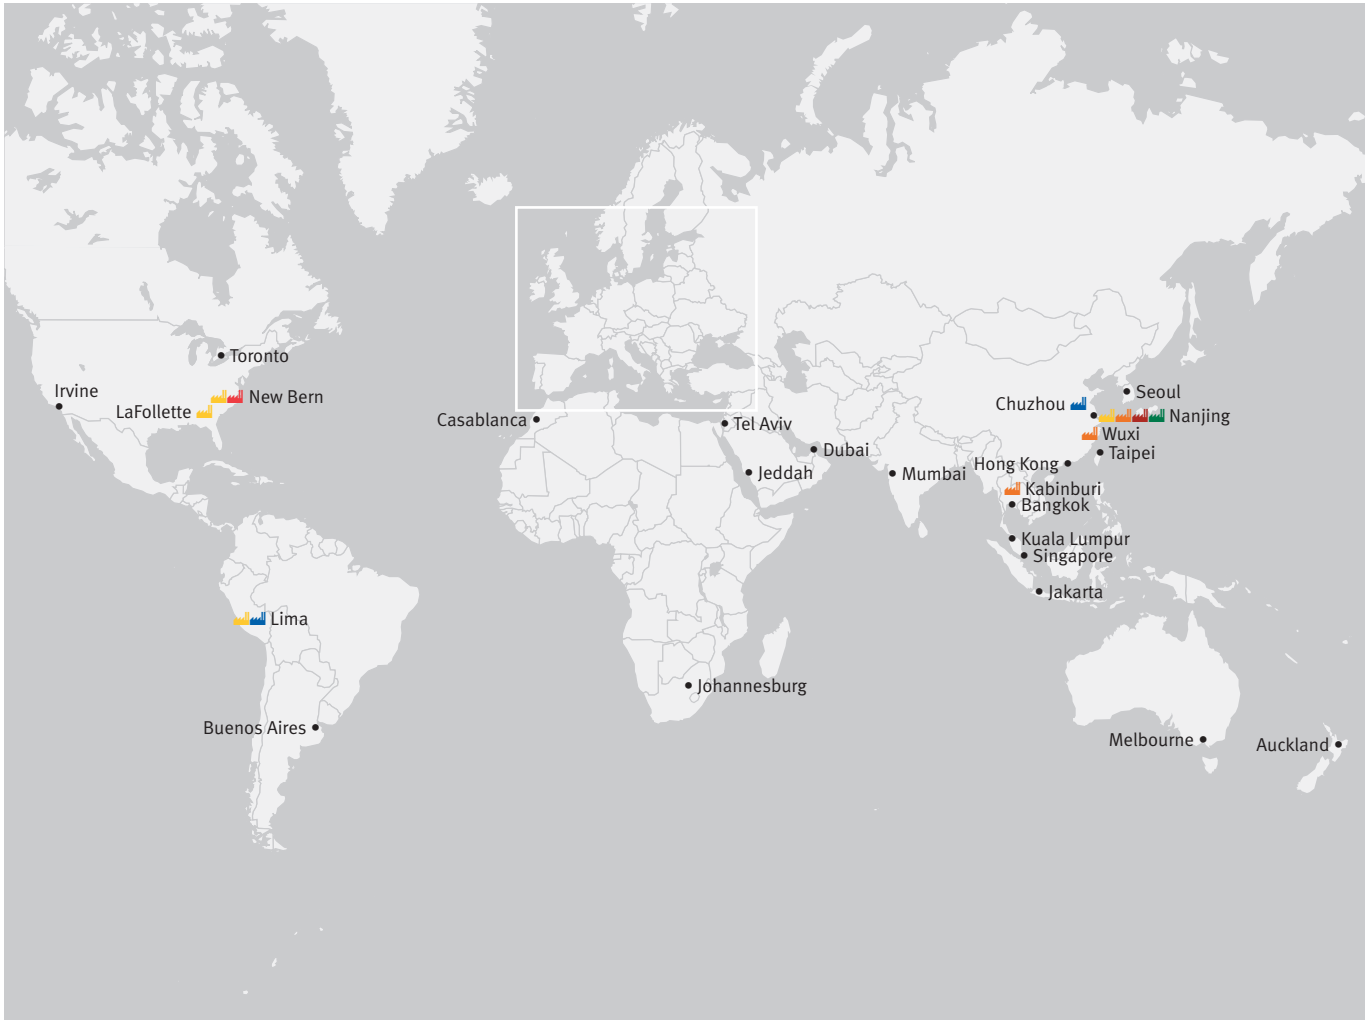 Toronto
Irvine
New Bern
LaFollette
Casablanca
Tel Aviv
Dubai
Jeddah
Mumbai
Seoul
Chuzhou
Nanjing
Wuxi
Taipei
Hong Kong
Kabinburi
Bangkok
Kuala Lumpur
Singapore
Jakarta
Lima
Johannesburg
Buenos Aires
Melbourne
Auckland